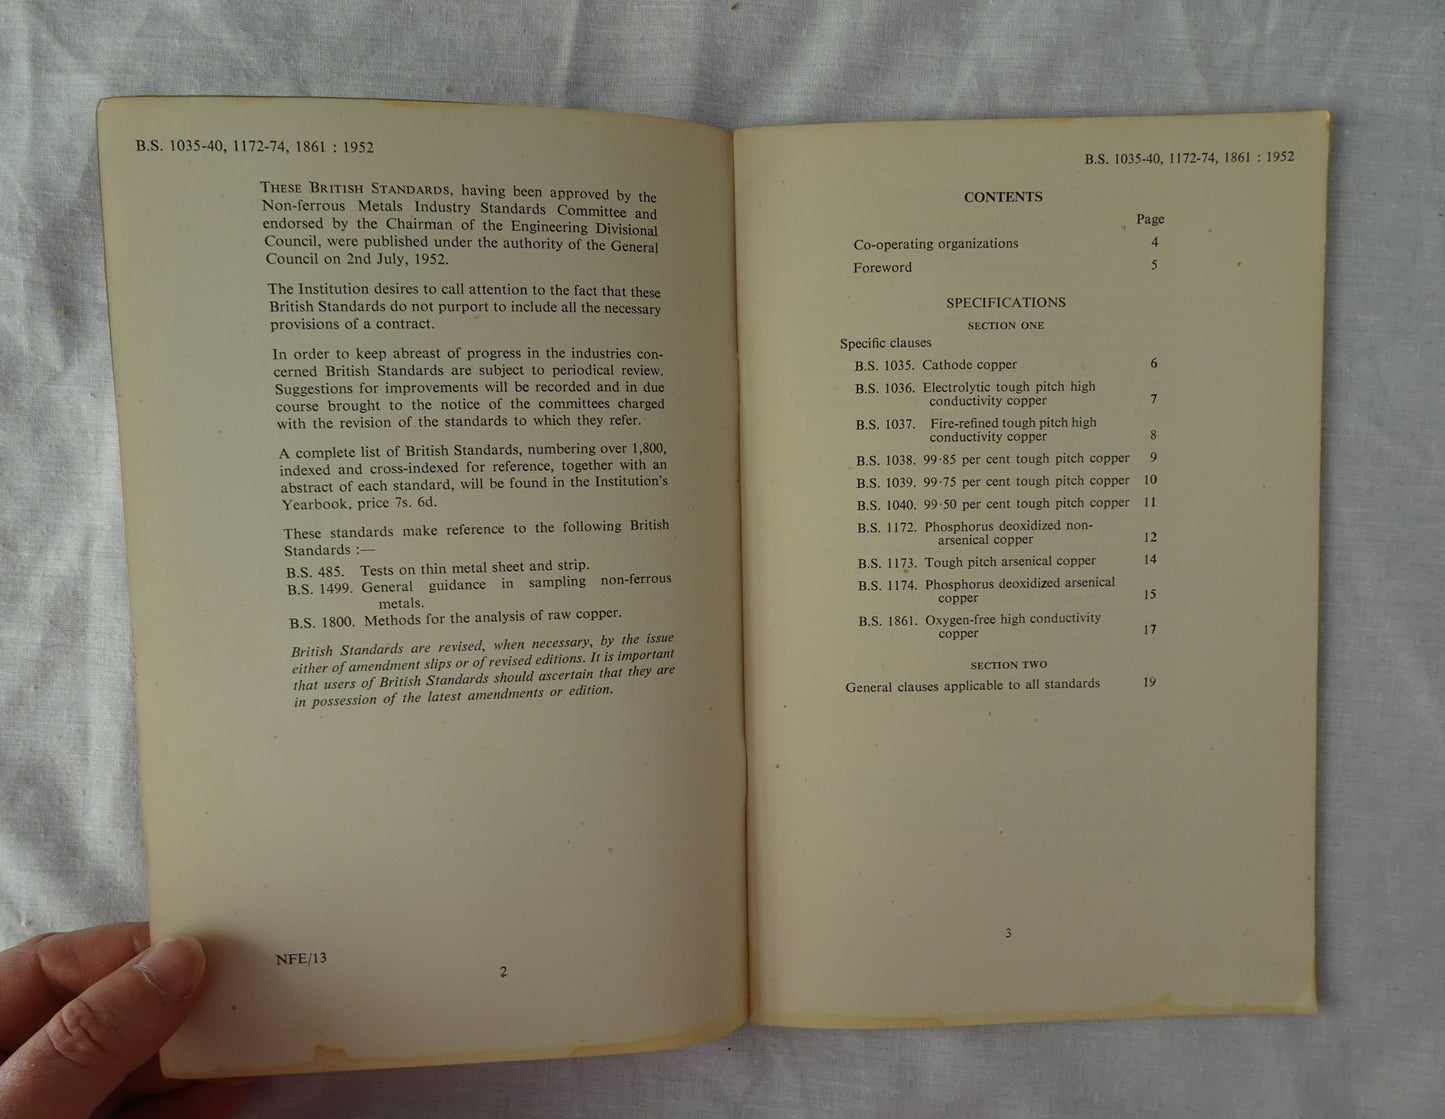 B.S. 1035-40, 1172-74, 1861 : 1952
THESE BRITISH STANDARDS, having been approved by the
Non-ferrous Metals Industry Standards Committee and
endorsed by the Chairman of the Engineering Divisional
Council, were published under the authority of the General
Council on 2nd July, 1952.
The Institution desires to call attention to the fact that these
British Standards do not purport to include all the necessary
provisions of a contract.
In order to keep abreast of progress in the industries con-
cerned British Standards are subject to periodical review.
Suggestions for improvements will be recorded and in due
course brought to the notice of the committees charged
with the revision of the standards to which they refer.
A complete list of British Standards, numbering over 1,800,
indexed and cross-indexed for reference, together with an
abstract of each standard, will be found in the Institution's
Yearbook, price 7s. 6d.
These standards make reference to the following British
Standards :—
B.S. 485. Tests on thin metal sheet and strip.
B.S. 1499. General guidance in sampling non-ferrous
metals.
B.S. 1800. Methods for the analysis of raw copper.
British Standards are revised, when necessary, by the issue
either of amendment slips or of revised editions. It is important
that users of British Standards should ascertain that they are
in possession of the latest amendments or edition.
NFE/13
2
B.S. 1035-40, 1172-74, 1861 : 1952
CONTENTS
Page
Co-operating organizations 4
Foreword 5
SPECIFICATIONS
SECTION ONE
Specific clauses
B.S. 1035. Cathode copper 6
B.S. 1036. Electrolytic tough pitch high
conductivity copper 7
B.S. 1037. Fire-refined tough pitch high
conductivity copper 8
B.S. 1038. 99·85 per cent tough pitch copper 9
B.S. 1039. 99·75 per cent tough pitch copper 10
B.S. 1040. 99·50 per cent tough pitch copper 11
B.S. 1172. Phosphorus deoxidized non-
arsenical copper 12
B.S. 1173. Tough pitch arsenical copper 14
B.S. 1174. Phosphorus deoxidized arsenical
copper 15
B.S. 1861. Oxygen-free high conductivity
copper 17
SECTION TWO
General clauses applicable to all standards 19
3